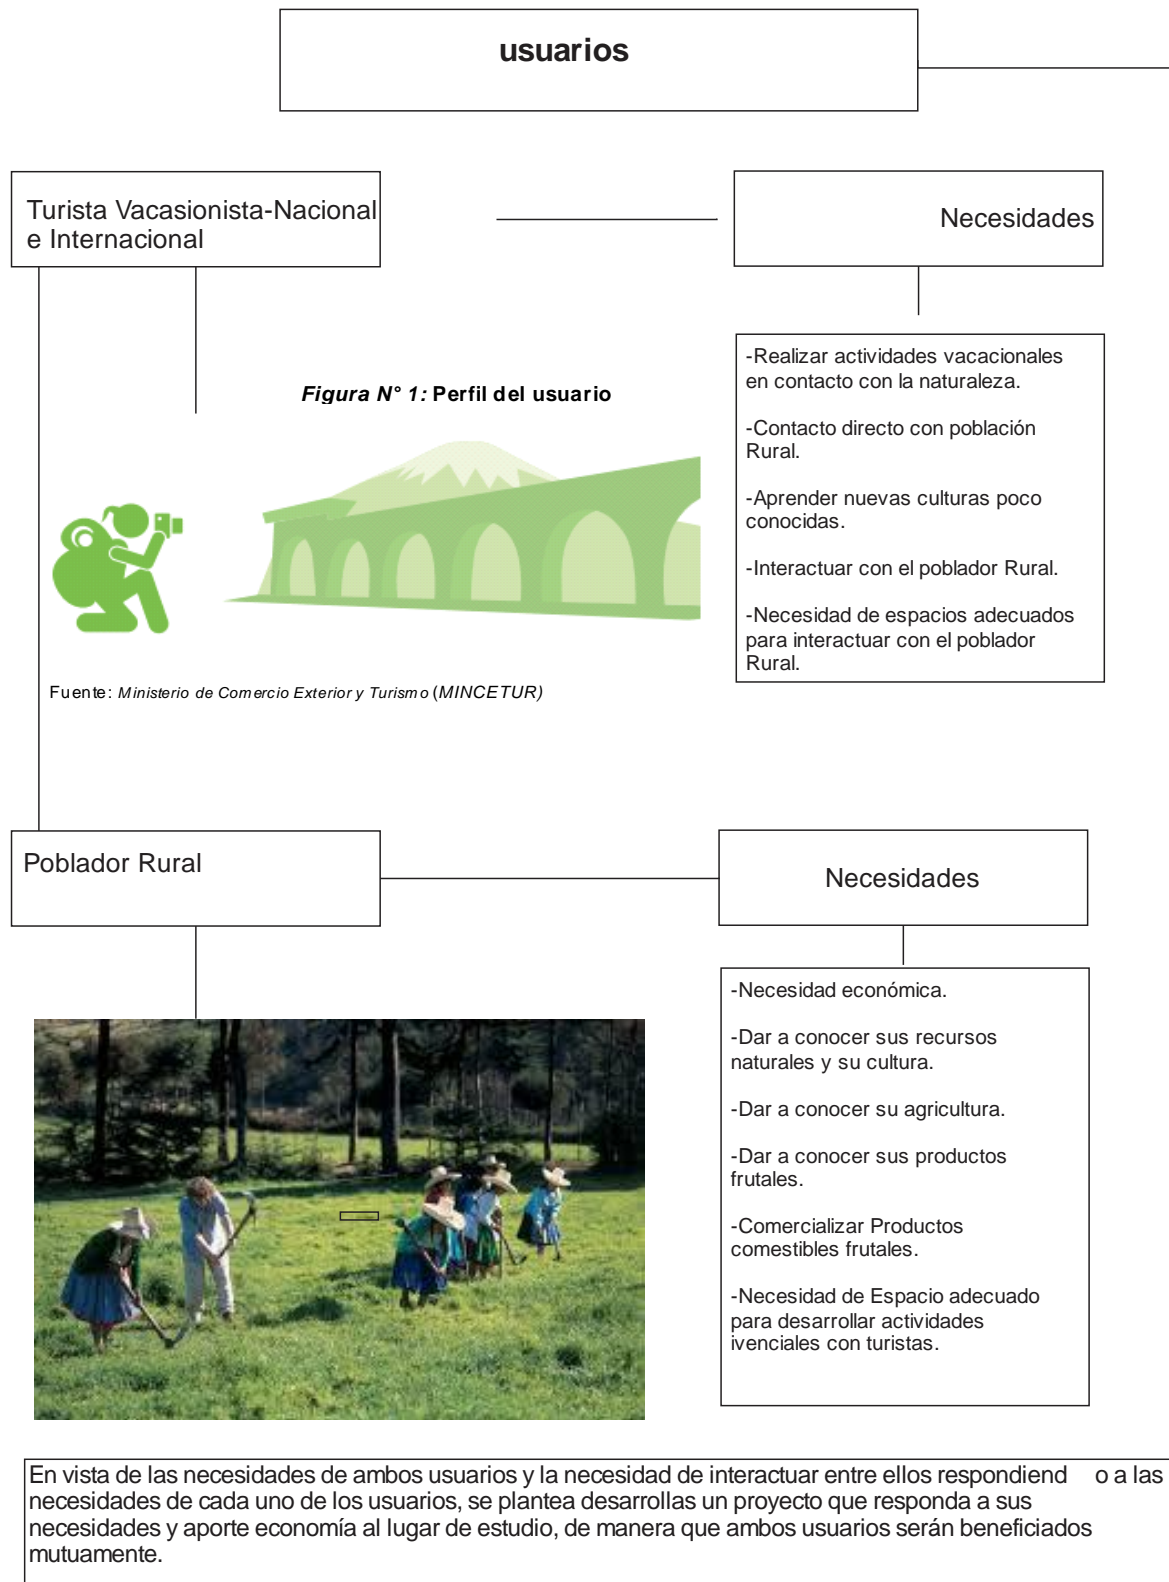 usuarios
Turista Vacasionista-Nacional
e Internacional
Necesidades
-Realizar actividades vacacionales
en contacto con la naturaleza.
-Contacto directo con población
Rural.
-Aprender nuevas culturas poco
conocidas.
-Interactuar con el poblador Rural.
-Necesidad de espacios adecuados
para interactuar con el poblador
Rural.
Figura N° 1: Perfil del usuario
Fuente: Ministerio de Comercio Exterior y Turismo (MINCETUR)
Poblador Rural
Necesidades
-Necesidad económica.
-Dar a conocer sus recursos
naturales y su cultura.
-Dar a conocer su agricultura.
-Dar a conocer sus productos
frutales.
-Comercializar Productos
comestibles frutales.
-Necesidad de Espacio adecuado
para desarrollar actividades
ivenciales con turistas.
En vista de las necesidades de ambos usuarios y la necesidad de interactuar entre ellos respondiend o a las
necesidades de cada uno de los usuarios, se plantea desarrollas un proyecto que responda a sus
necesidades y aporte economía al lugar de estudio, de manera que ambos usuarios serán beneficiados
mutuamente.